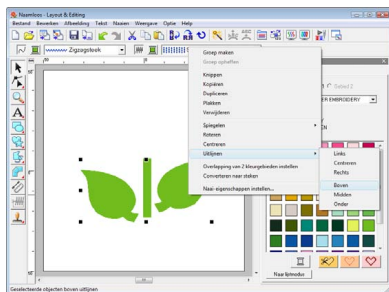 Naamloos - Layout & Editing
Bestand Bewerken Afbeelding Tekst Naaien Weergave Optie Help
Zigzagsteek
Groep maken
Groep opheffen
Knippen
Kopiëren
Dupliceren
Plakken
Verwijderen
Spiegelen
Roteren
Centreren
Uitlijnen
Overlapping van 2 kleurgebieden instellen
Converteren naar steken
Naai-eigenschappen instellen...
Links
Centreren
Rechts
Boven
Midden
Onder
ER EMBROIDERY
Naar lijstmodus
Geselecteerde objecten boven uitlijnen